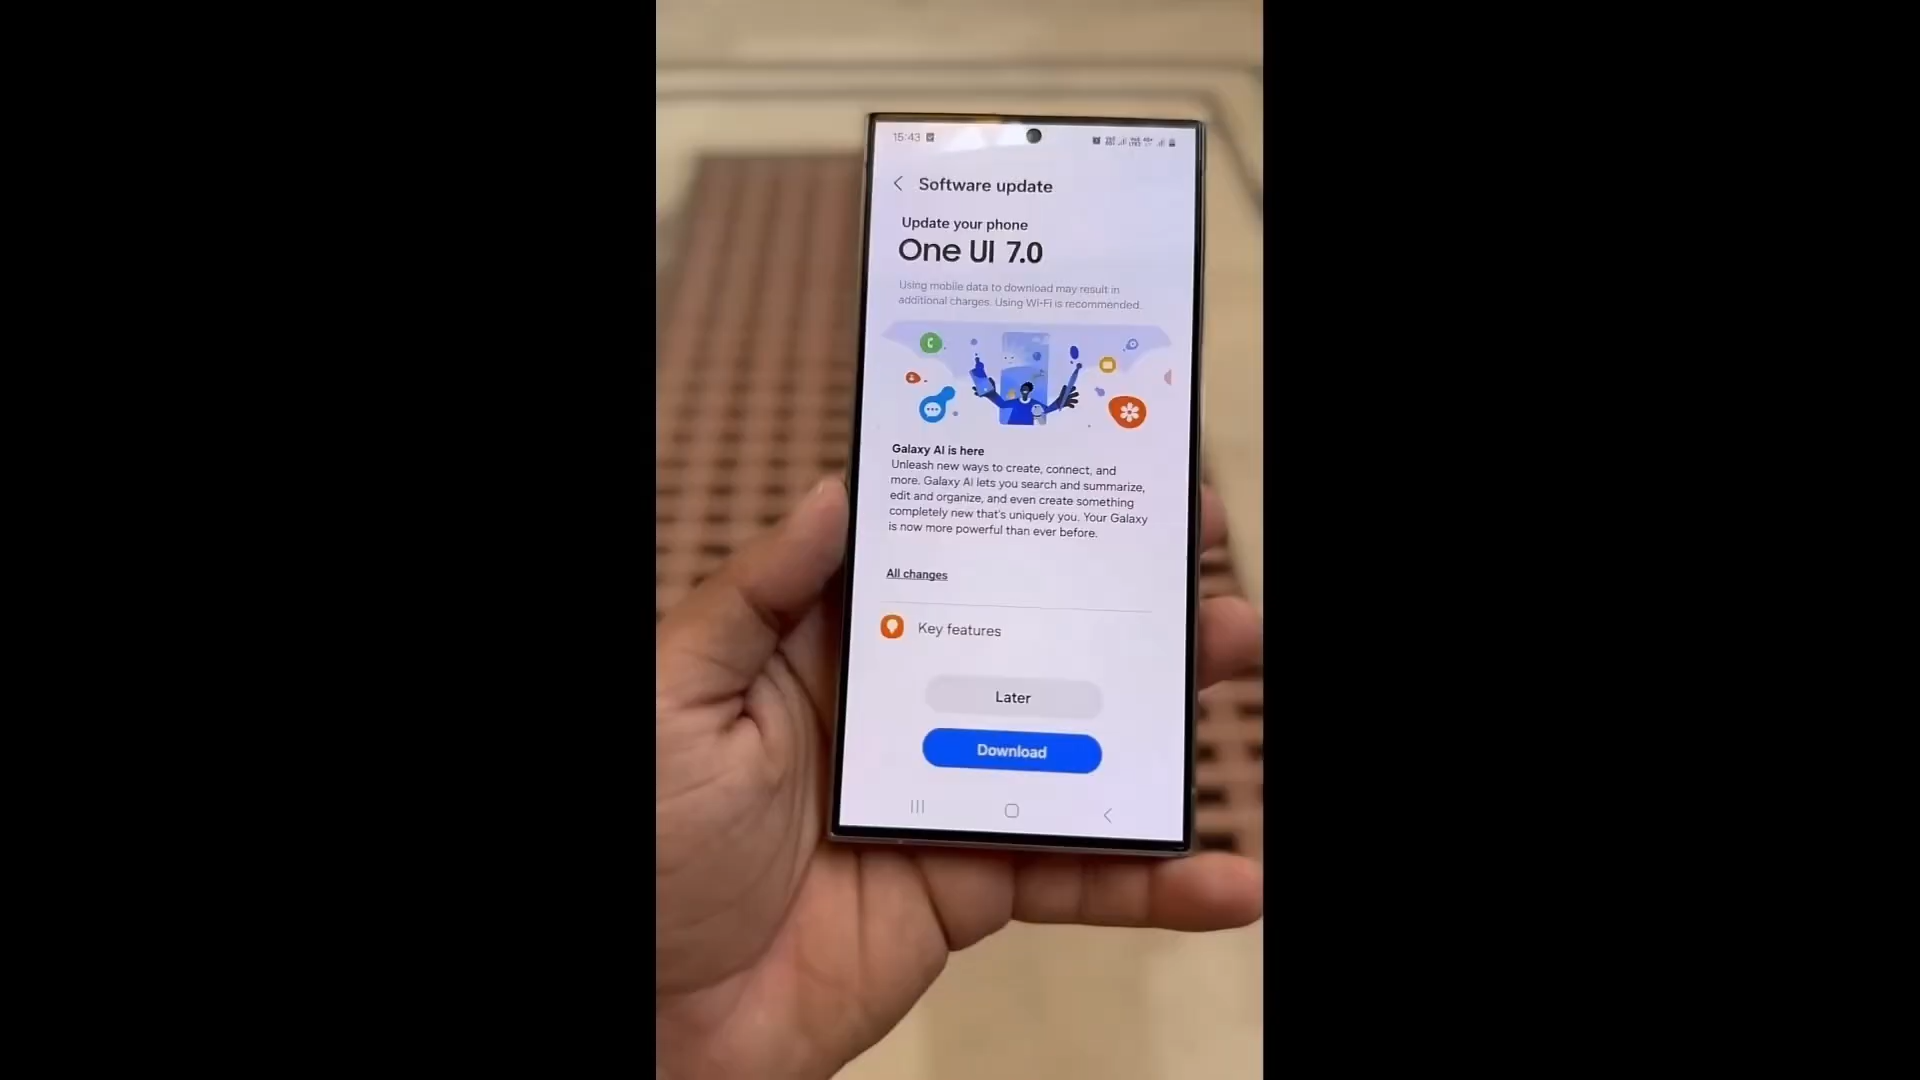 15:43
Software update
Update your phone
One UI 7.0
Using mobile data to download may result in
additional charges. Using Wi-Fi is recommended.
Galaxy AI is here
Unleash new ways to create, connect, and
more. Galaxy AI lets you search and summarize,
edit and organize, and even create something
completely new that's uniquely you. Your Galaxy
is now more powerful than ever before.
All changes
Key features
Later
Download